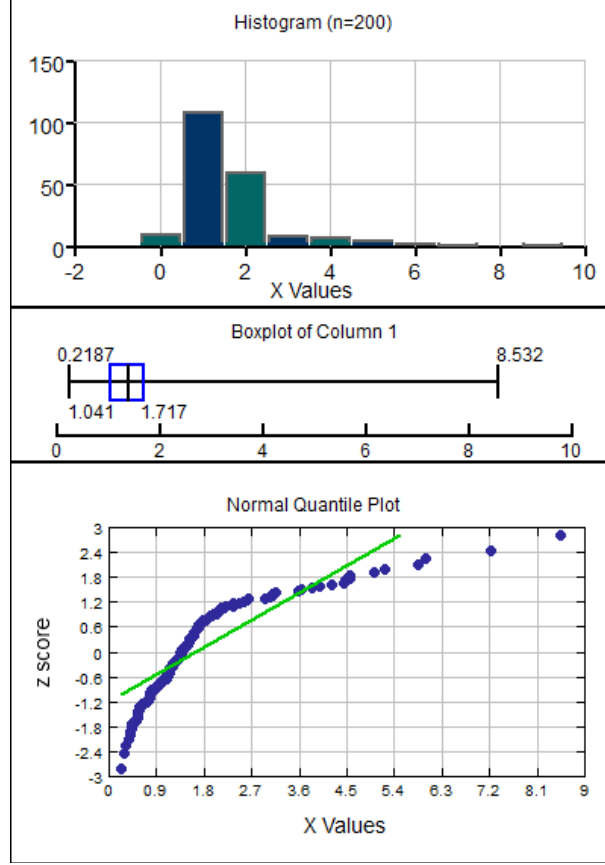 Histogram (n=200)
150
100
50
0
-2 0 2 4 6 8 10
X Values
Boxplot of Column 1
0.2187 8.532
1.041 1.717
0 2 4 6 8 10
Normal Quantile Plot
3
2.4
1.8
1.2
0.6
0
-0.6
-1.2
-1.8
-2.4
-3
z score
0 0.9 1.8 2.7 3.6 4.5 5.4 6.3 7.2 8.1 9
X Values